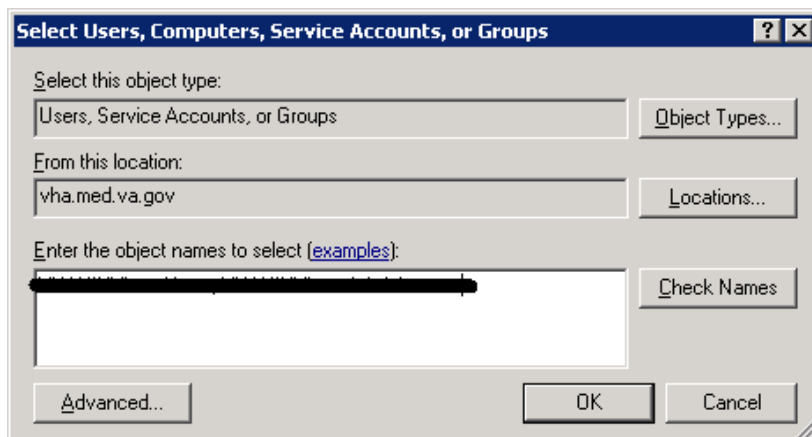 Select Users, Computers, Service Accounts, or Groups
Select this object type:
Users, Service Accounts, or Groups
Object Types...
From this location:
vha.med.va.gov
Locations...
Enter the object names to select (examples):
Check Names
Advanced...
OK
Cancel